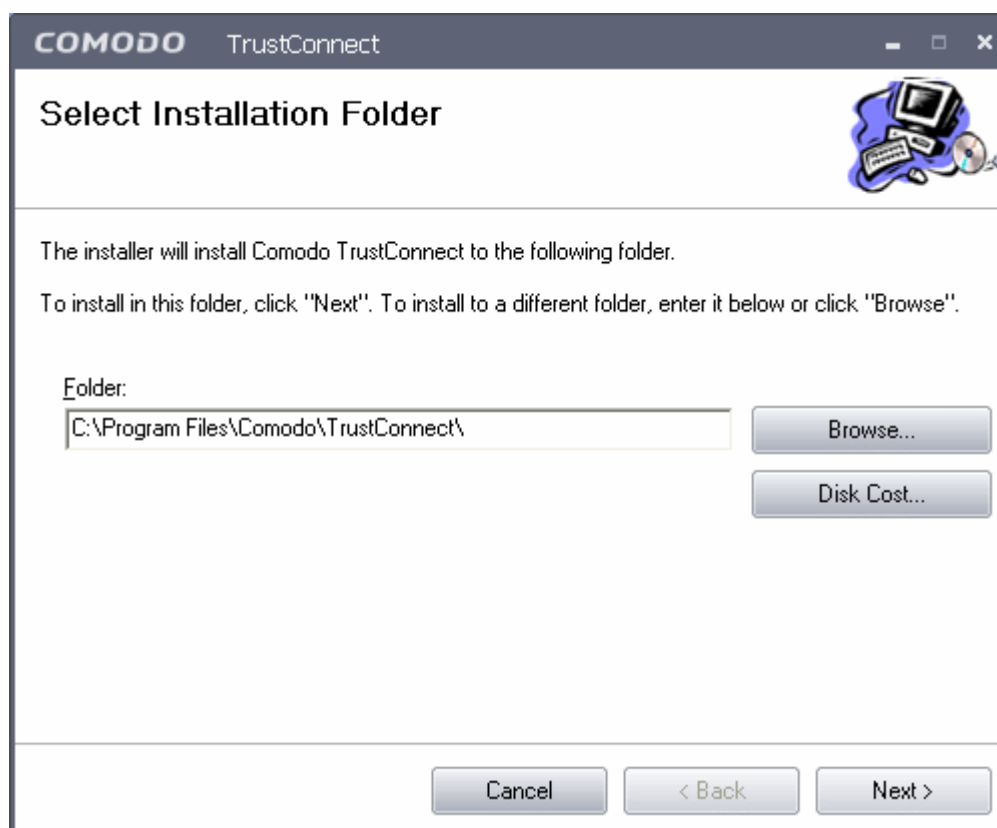 COMODO TrustConnect
Select Installation Folder
The installer will install Comodo TrustConnect to the following folder.
To install in this folder, click "Next". To install to a different folder, enter it below or click "Browse".
Folder:
C:\Program Files\Comodo\TrustConnect\
Browse...
Disk Cost...
Cancel
< Back
Next >